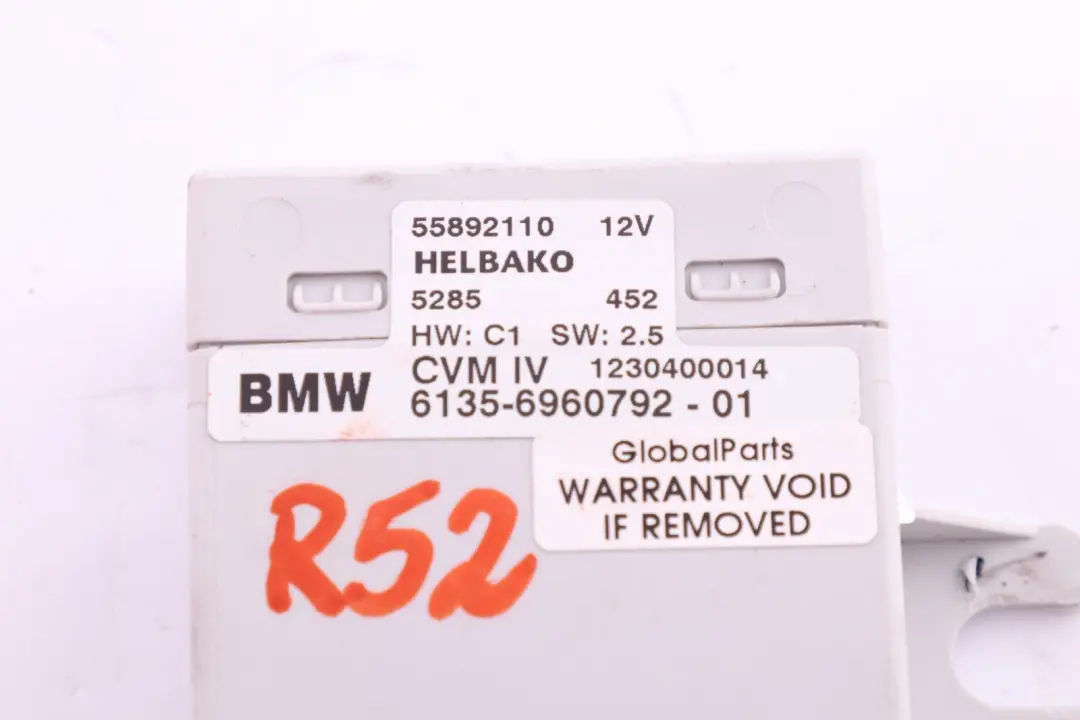 55892110 12V
HELBAKO
5285 452
HW: C1 SW: 2.5
CVM IV 1230400014
BMW 6135-6960792 - 01
GlobalParts
WARRANTY VOID
IF REMOVED
R52